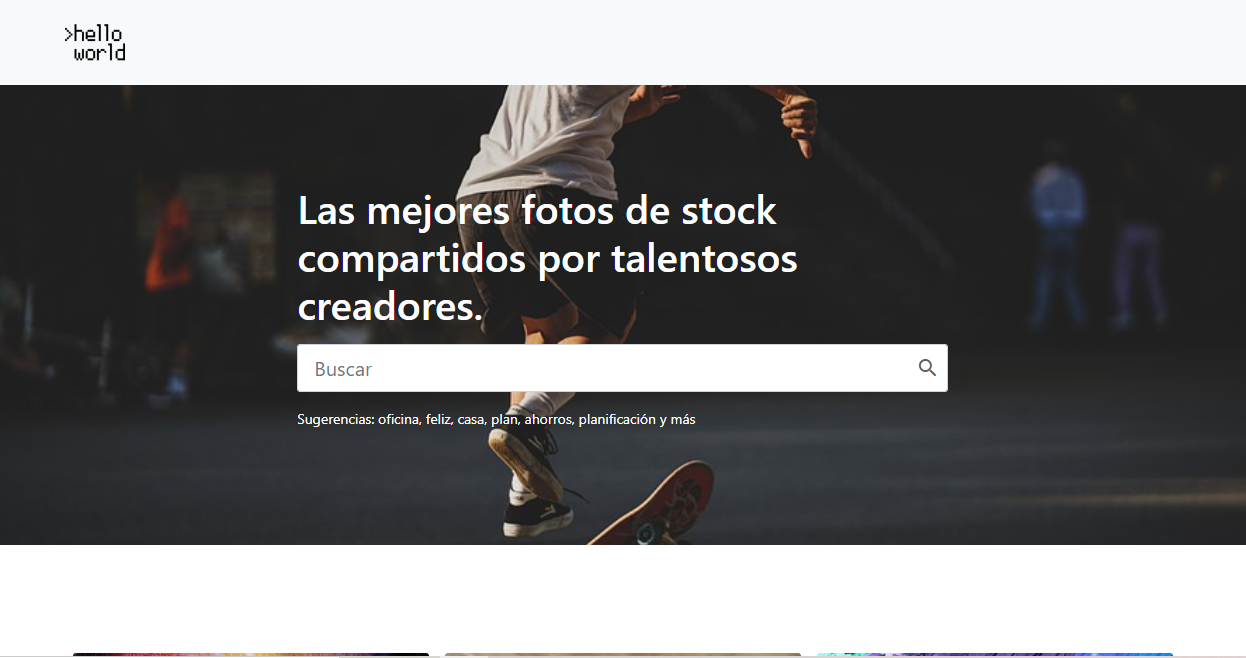 >hello
world
Las mejores fotos de stock
compartidos por talentosos
creadores.
Buscar
Sugerencias: oficina, feliz, casa, plan, ahorros, planificación y más